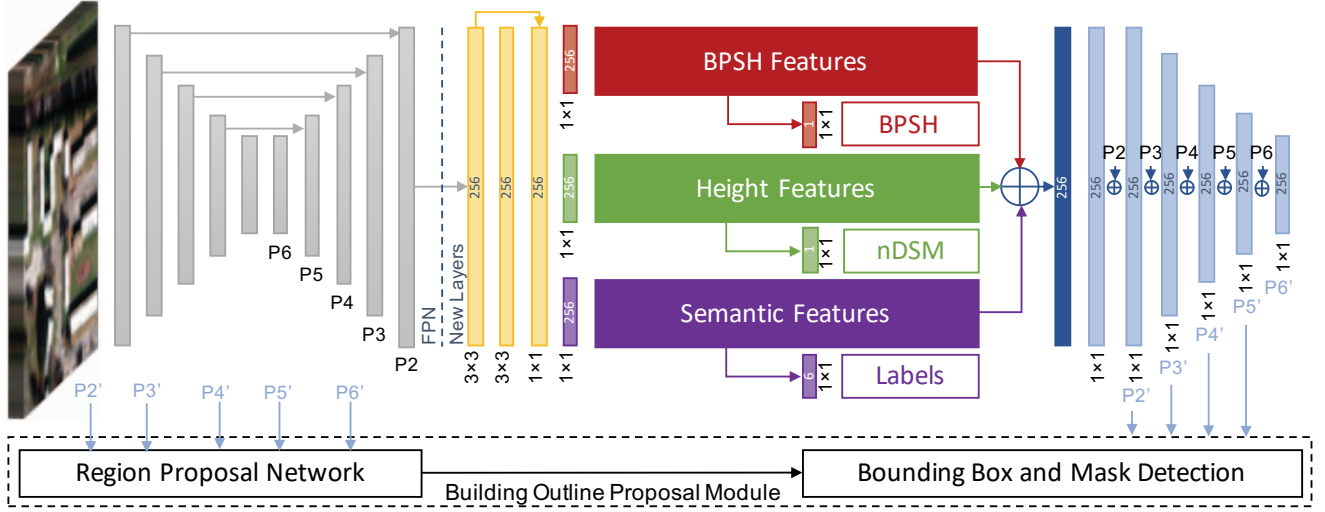 P6
P5
P4
P3
P2
FPN
New Layers
256
256
256
3×3
3×3
1×1
256
1×1
256
1×1
256
1×1
BPSH Features
1
1×1
BPSH
Height Features
1
1×1
nDSM
Semantic Features
6
1×1
Labels
256
256
256
256
256
256
256
P2
P3
P4
P5
P6
1×1
1×1
1×1
1×1
1×1
1×1
P2’
P3’
P4’
P5’
P6’
P2’
P3’
P4’
P5’
P6’
Region Proposal Network
Building Outline Proposal Module
Bounding Box and Mask Detection